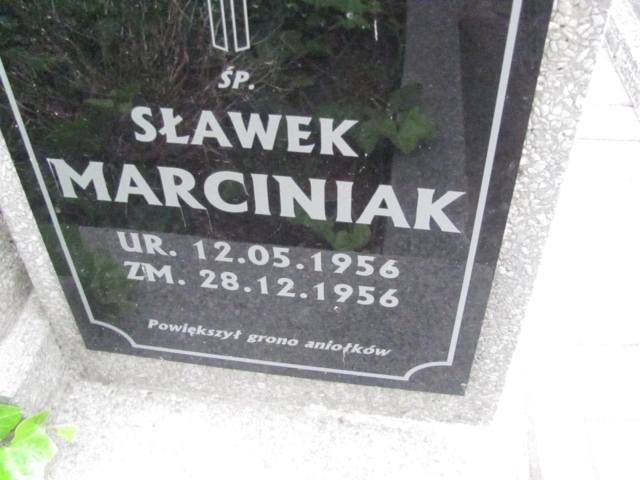 ŚP.
SŁAWEK
MARCINIAK
UR. 12.05.1956
ZM. 28.12.1956
Powiększył grono aniołków